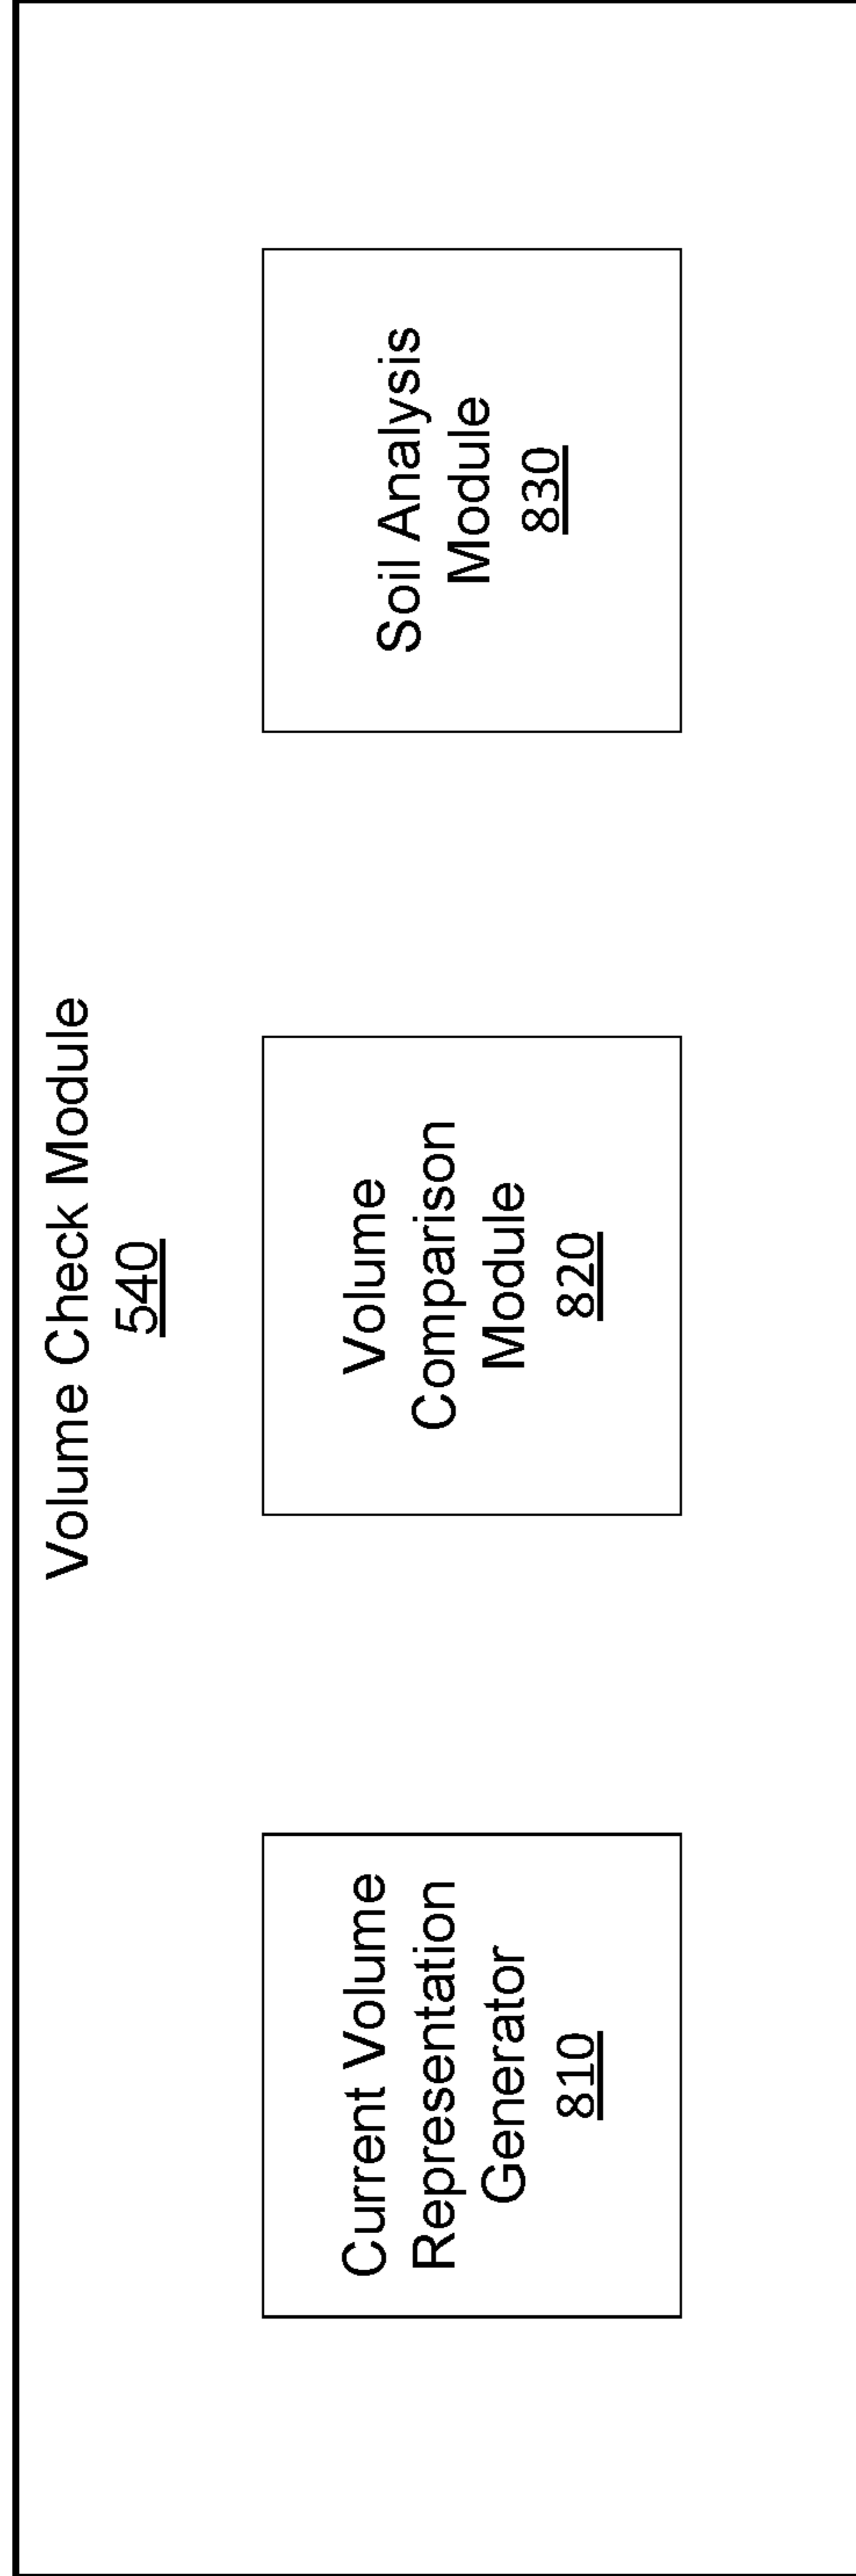 Volume Check Module
540
Current Volume
Representation
Generator
810
Volume
Comparison
Module
820
Soil Analysis
Module
830